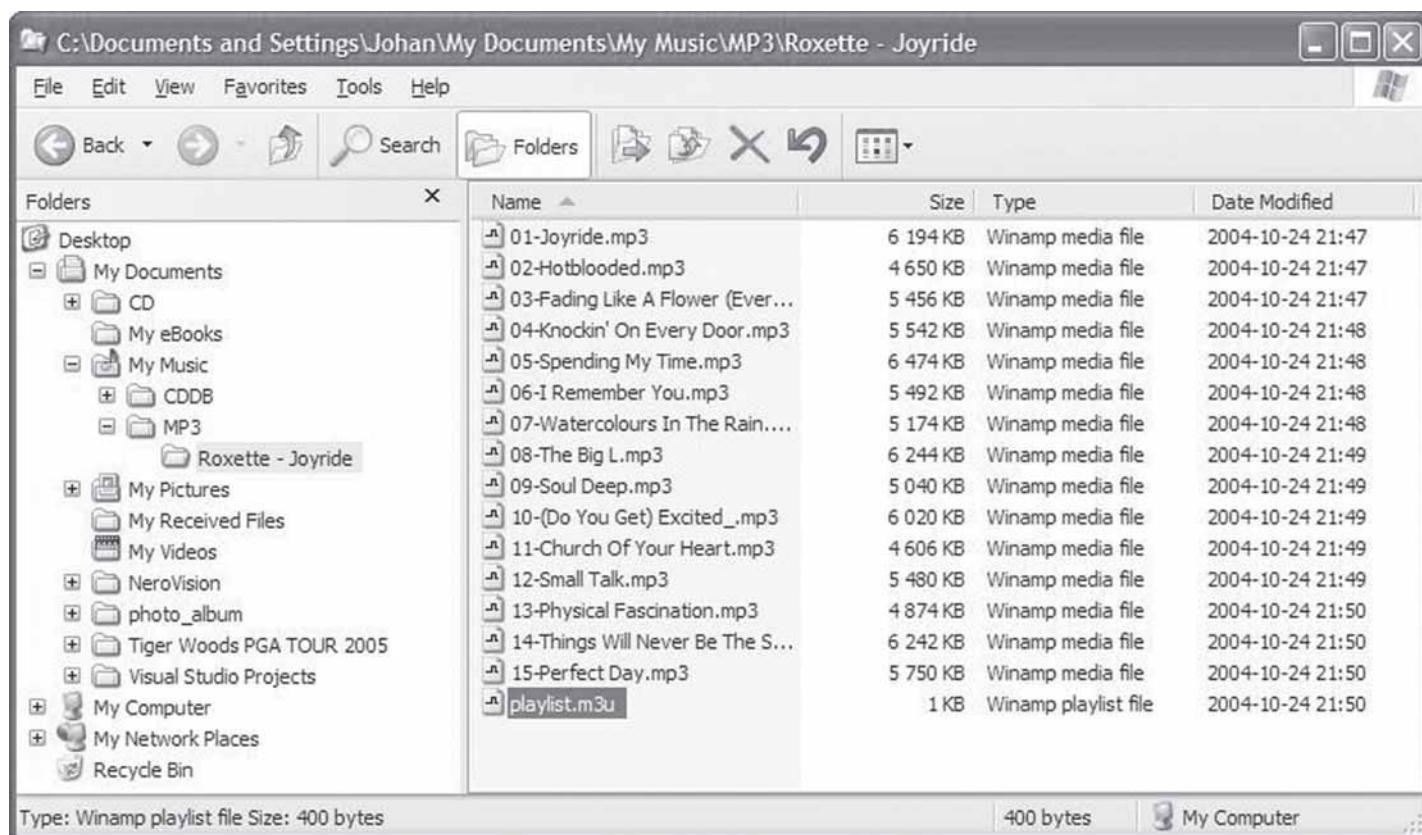 C:\Documents and Settings\Johan\My Documents\My Music\MP3\Roxette - Joyride
File Edit View Favorites Tools Help
Back Search Folders
Folders
Desktop
My Documents
CD
My eBooks
My Music
CDDB
MP3
Roxette - Joyride
My Pictures
My Received Files
My Videos
NeroVision
photo_album
Tiger Woods PGA TOUR 2005
Visual Studio Projects
My Computer
My Network Places
Recycle Bin
Name Size Type Date Modified
01-Joyride.mp3 6 194 KB Winamp media file 2004-10-24 21:47
02-Hotblooded.mp3 4 650 KB Winamp media file 2004-10-24 21:47
03-Fading Like A Flower (Ever... 5 456 KB Winamp media file 2004-10-24 21:47
04-Knockin' On Every Door.mp3 5 542 KB Winamp media file 2004-10-24 21:48
05-Spending My Time.mp3 6 474 KB Winamp media file 2004-10-24 21:48
06-I Remember You.mp3 5 492 KB Winamp media file 2004-10-24 21:48
07-Watercolours In The Rain.... 5 174 KB Winamp media file 2004-10-24 21:48
08-The Big L.mp3 6 244 KB Winamp media file 2004-10-24 21:49
09-Soul Deep.mp3 5 040 KB Winamp media file 2004-10-24 21:49
10-(Do You Get) Excited_.mp3 6 020 KB Winamp media file 2004-10-24 21:49
11-Church Of Your Heart.mp3 4 606 KB Winamp media file 2004-10-24 21:49
12-Small Talk.mp3 5 480 KB Winamp media file 2004-10-24 21:49
13-Physical Fascination.mp3 4 874 KB Winamp media file 2004-10-24 21:50
14-Things Will Never Be The S... 6 242 KB Winamp media file 2004-10-24 21:50
15-Perfect Day.mp3 5 750 KB Winamp media file 2004-10-24 21:50
playlist.m3u 1 KB Winamp playlist file 2004-10-24 21:50
Type: Winamp playlist file Size: 400 bytes 400 bytes My Computer